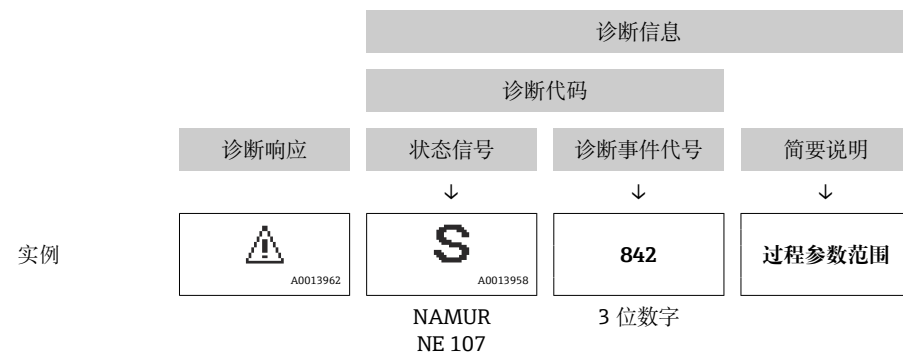 诊断信息
诊断代码
诊断响应 状态信号 诊断事件代号 简要说明
↓ ↓ ↓
实例 S 842 过程参数范围
A0013962 A0013958
NAMUR 3 位数字
NE 107